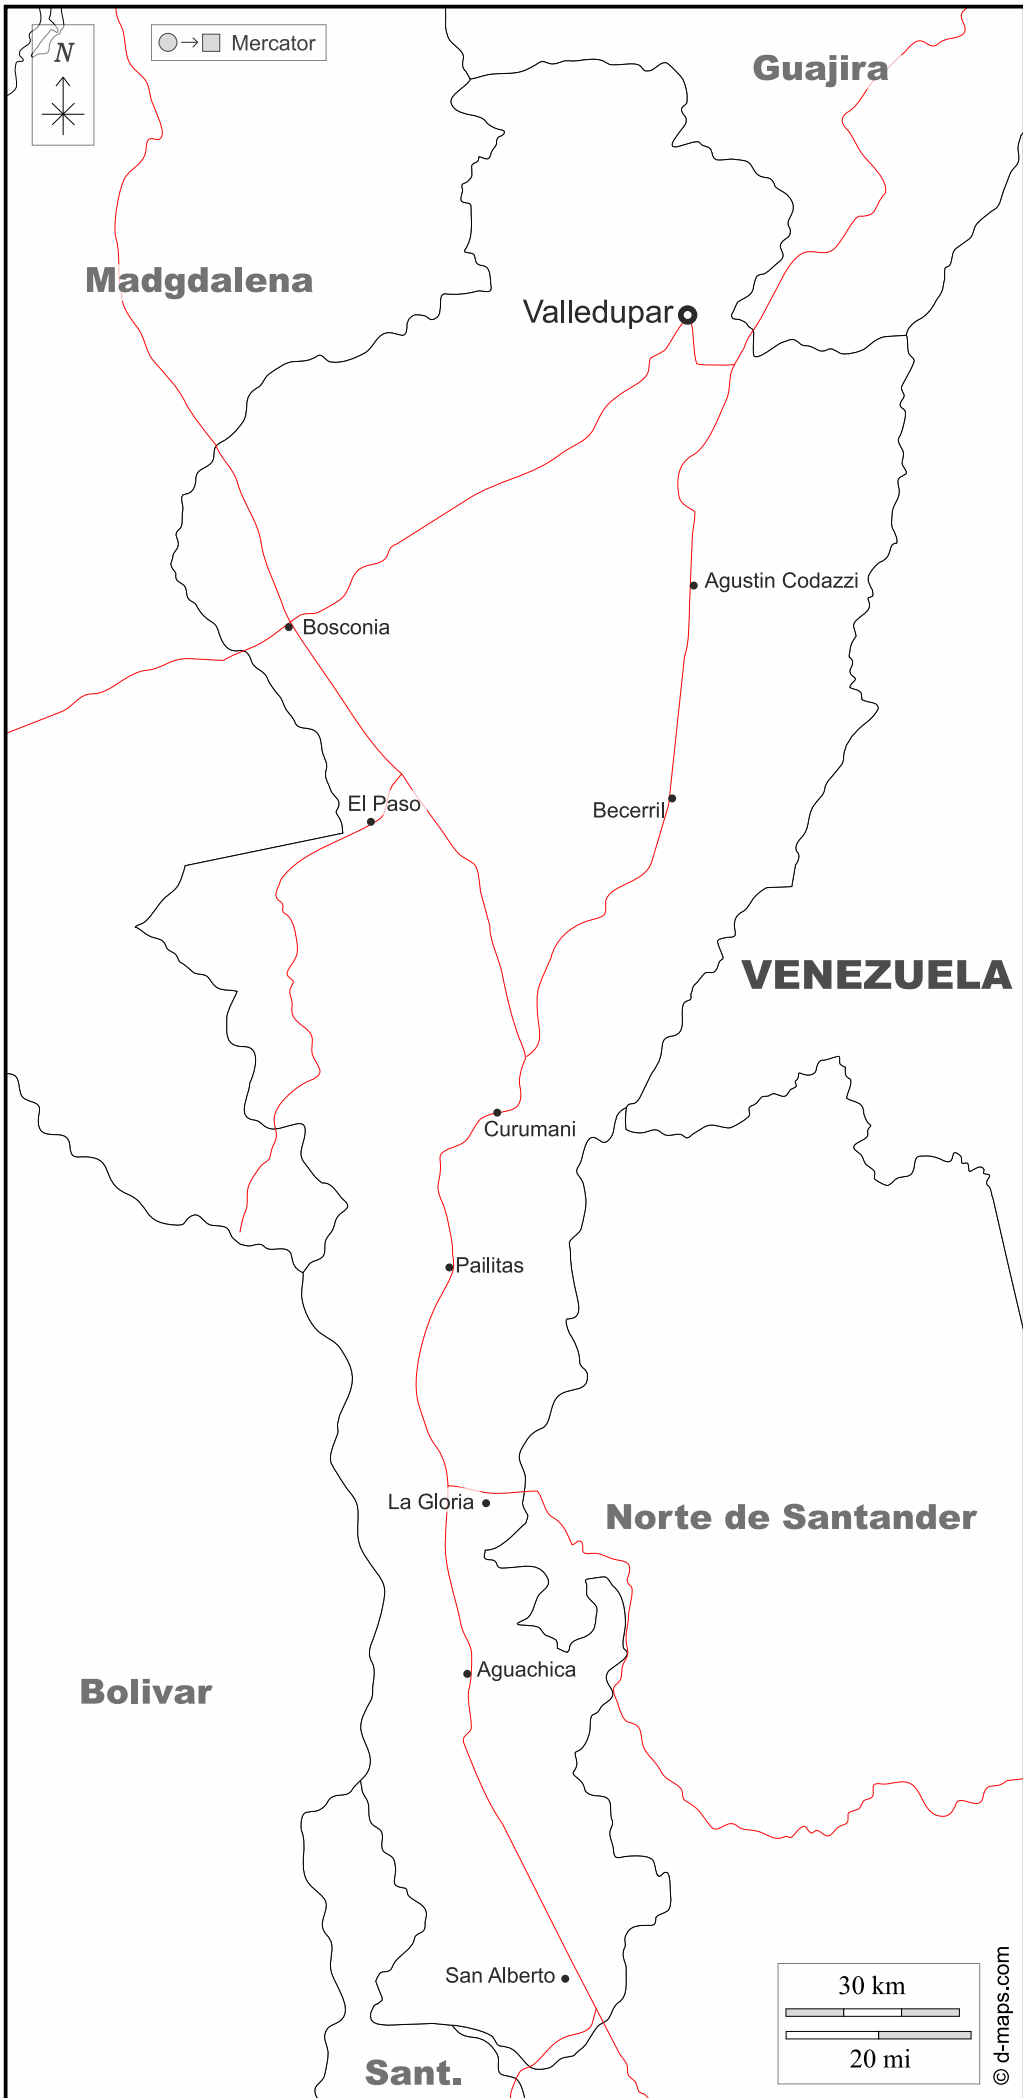 N
Mercator
Guajira
Madgdalena
Valledupar
Agustin Codazzi
Bosconia
El Paso
Becerril
VENEZUELA
Curumani
Pailitas
La Gloria
Norte de Santander
Aguachica
Bolivar
San Alberto
30 km
20 mi
Sant.
© d-maps.com